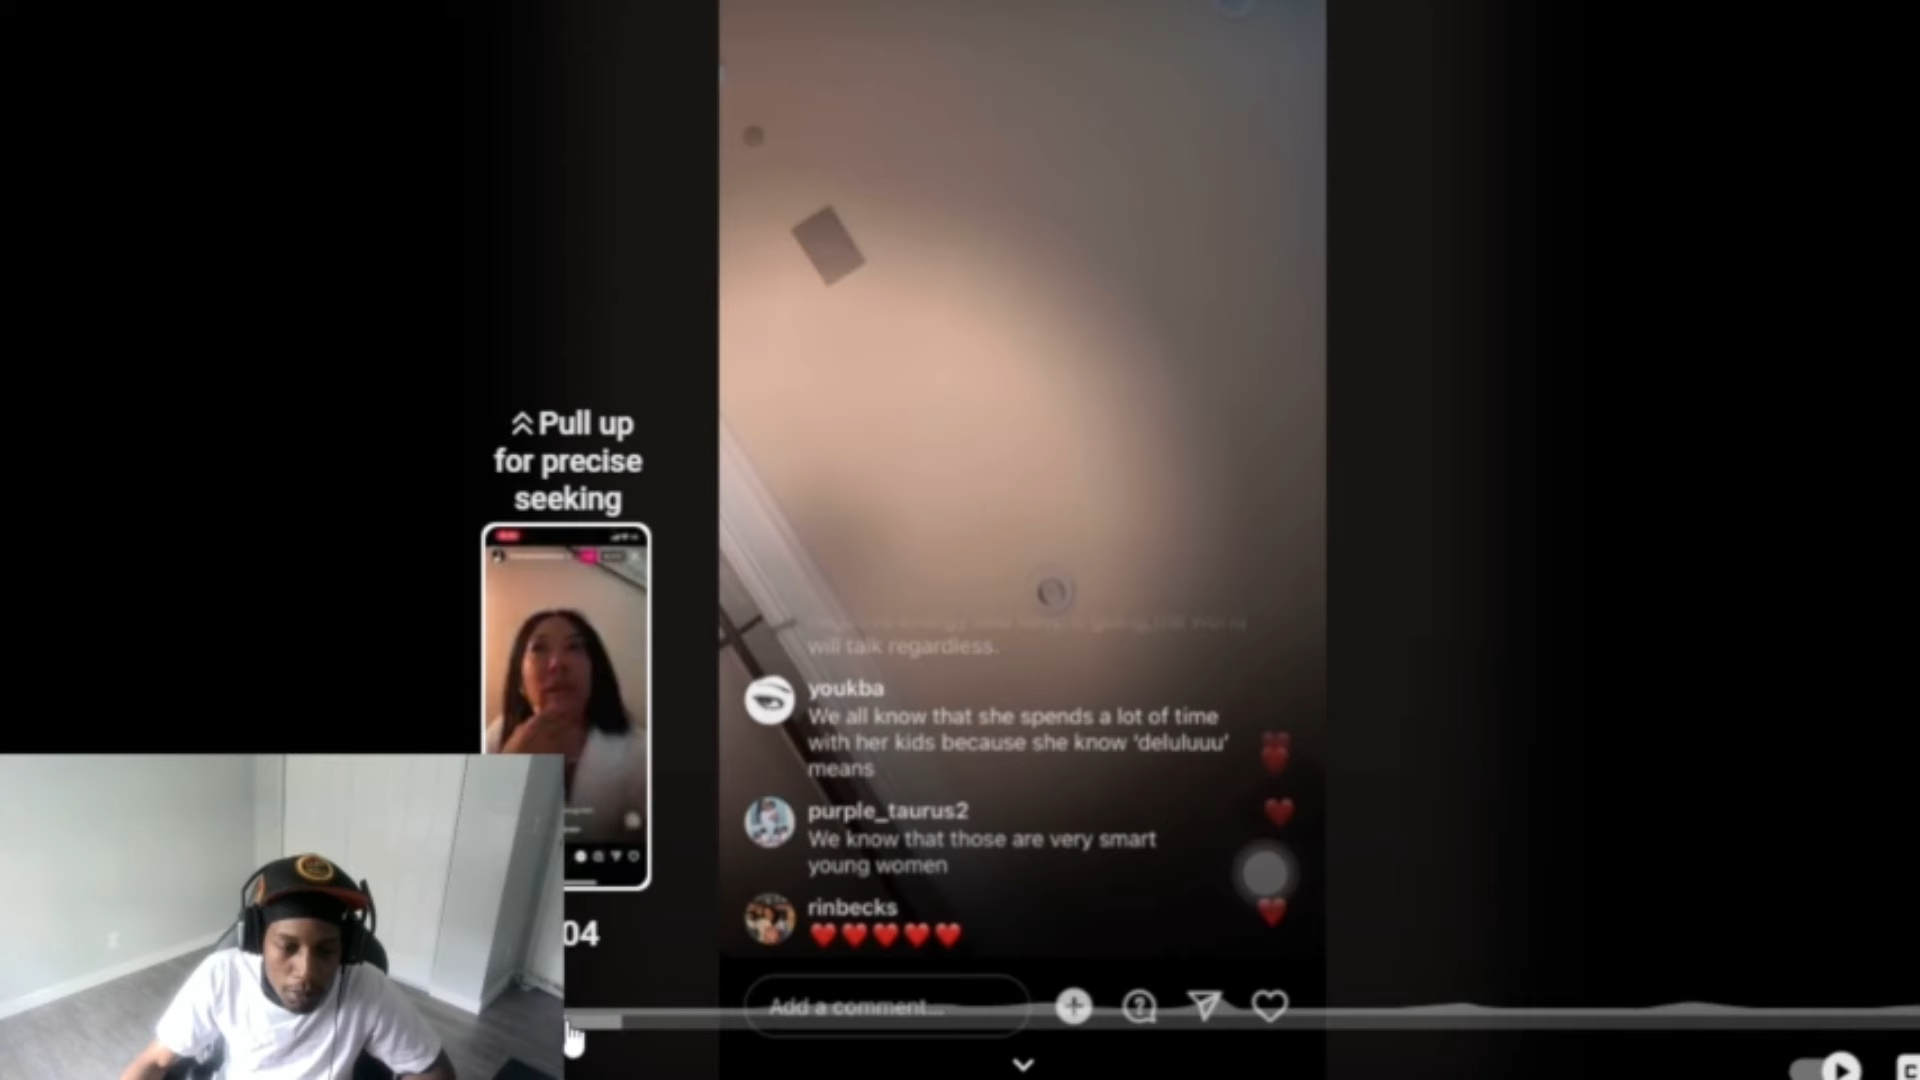 Pull up
for precise
seeking
04
will talk regardless.
youkba
We all know that she spends a lot of time
with her kids because she know 'deluluuu'
means
purple_taurus2
We know that those are very smart
young women
rinbecks
Add a comment...